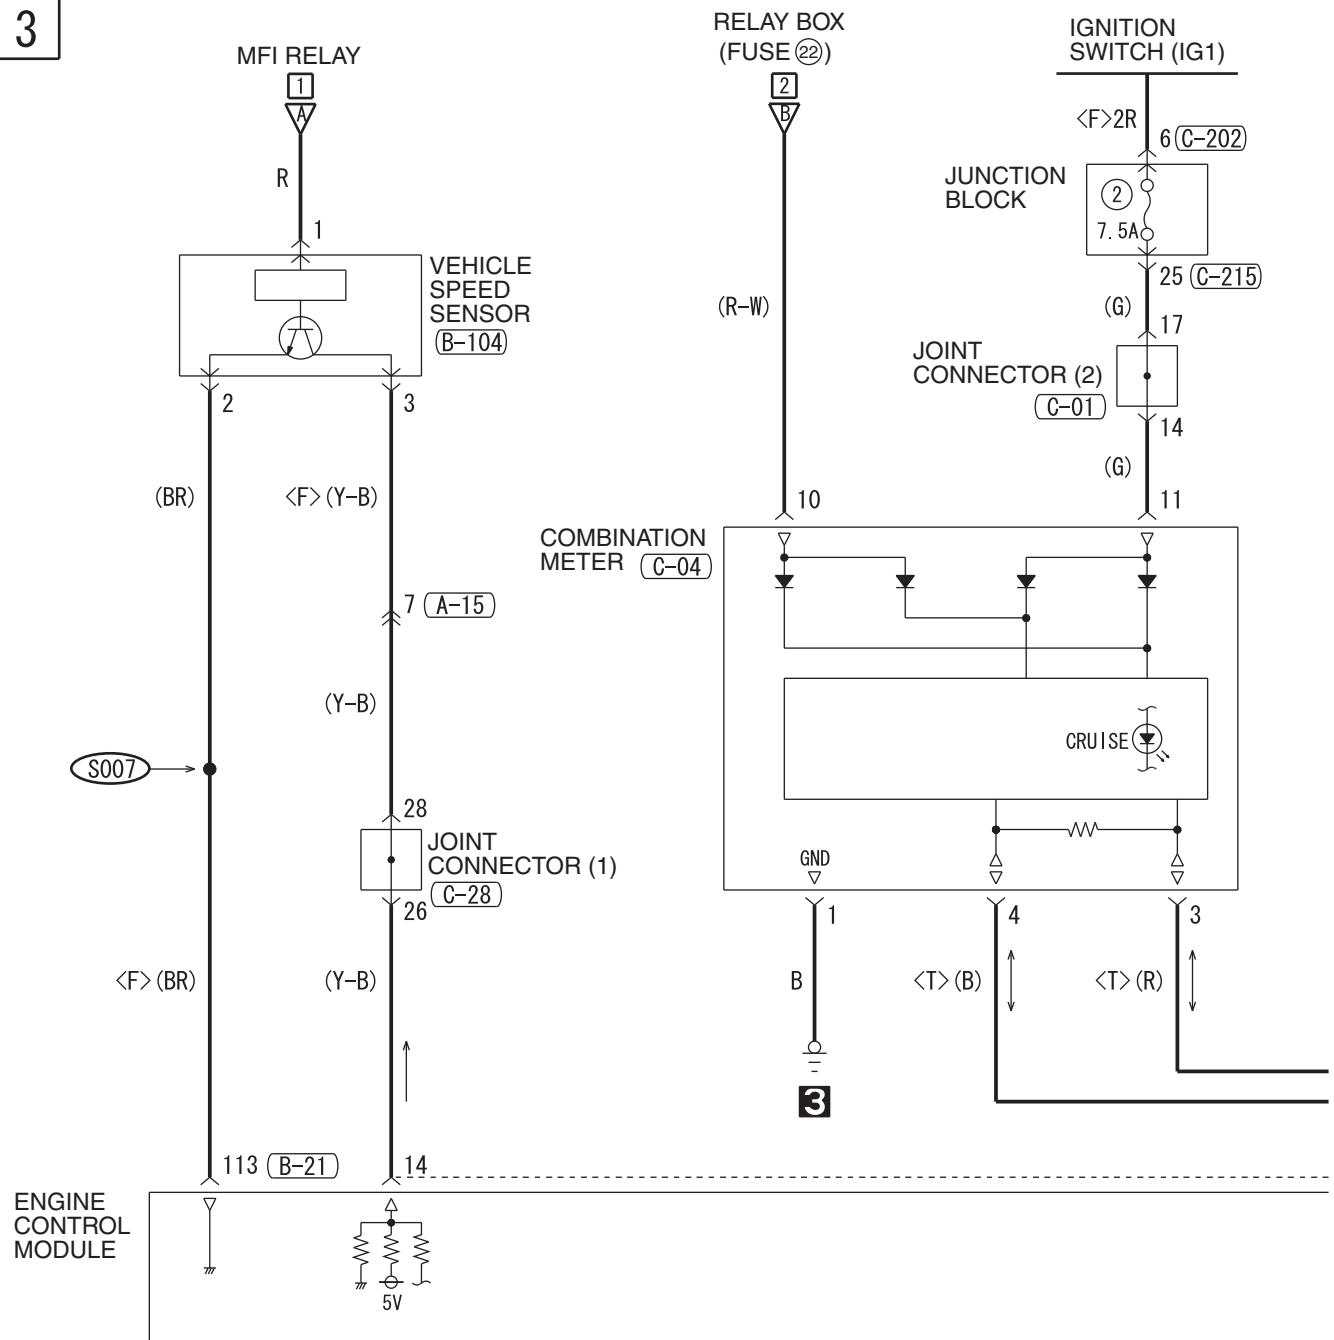 3
MFI RELAY
1
A
R
1
VEHICLE
SPEED
SENSOR
B-104
2
3
(BR)
<F>(Y-B)
7 A-15
(Y-B)
S007
28
JOINT
CONNECTOR (1)
C-28
26
<F>(BR)
(Y-B)
113 B-21
14
ENGINE
CONTROL
MODULE
5V
RELAY BOX
(FUSE 22)
2
B
(R-W)
10
IGNITION
SWITCH (IG1)
<F>2R
6 C-202
JUNCTION
BLOCK
2
7.5A
25 C-215
(G)
17
JOINT
CONNECTOR (2)
C-01
14
(G)
11
COMBINATION
METER C-04
CRUISE
GND
1
4
3
B
<T>(B)
<T>(R)
3